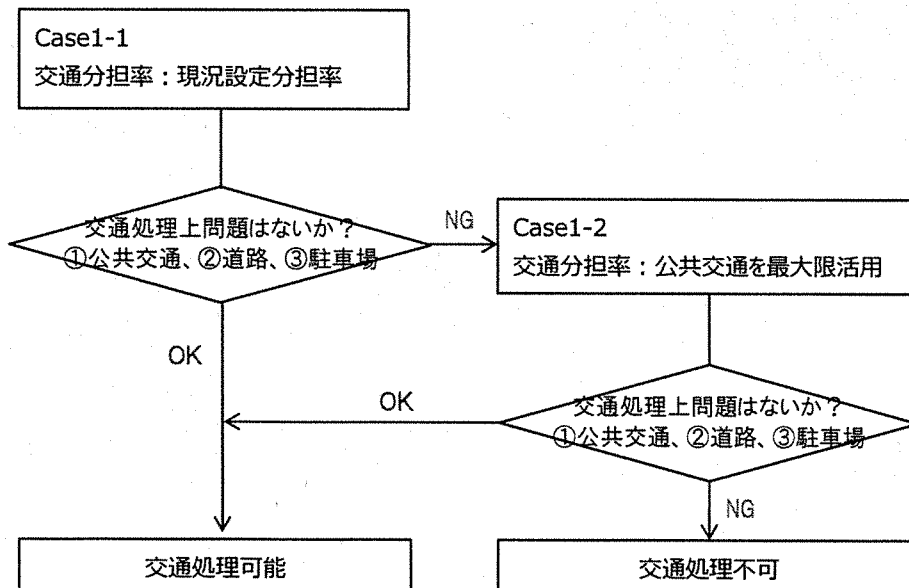 Case1-1
交通分担率：現況設定分担率
交通処理上問題はないか？
①公共交通、②道路、③駐車場
NG
Case1-2
交通分担率：公共交通を最大限活用
OK
OK
交通処理上問題はないか？
①公共交通、②道路、③駐車場
NG
交通処理可能
交通処理不可